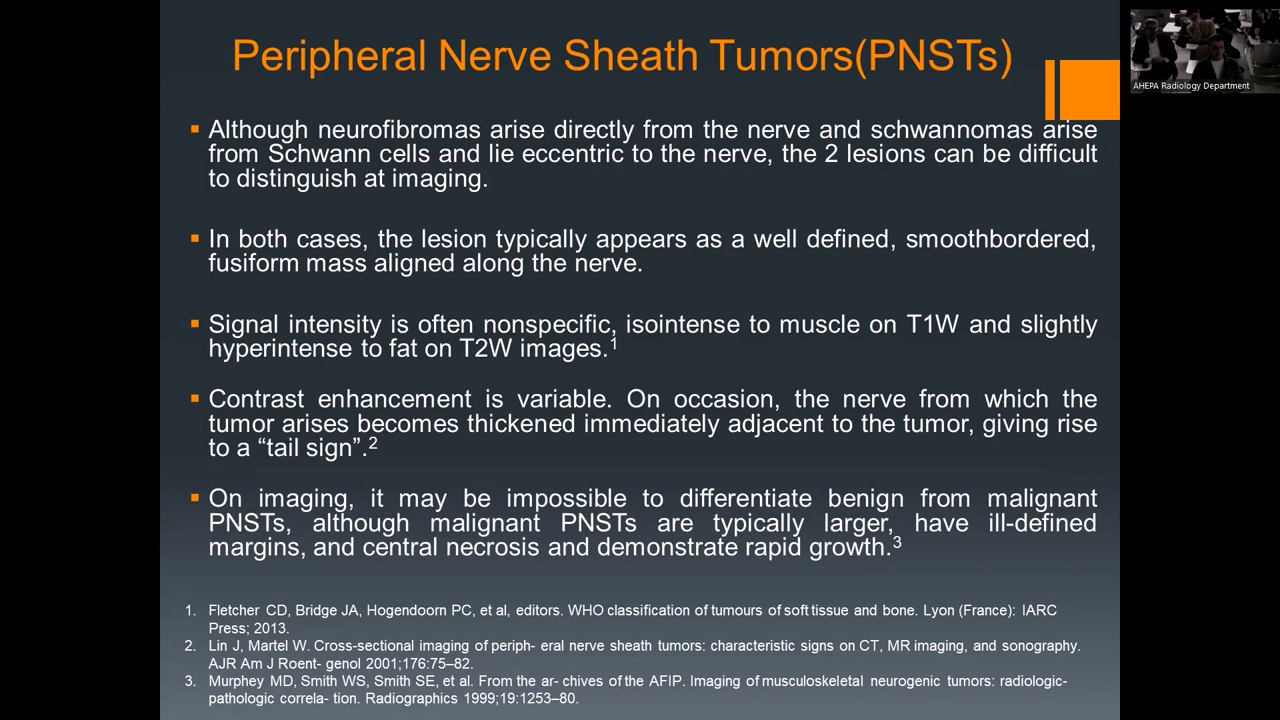 Peripheral Nerve Sheath Tumors(PNSTs)
AHEPA Radiology Department
▪ Although neurofibromas arise directly from the nerve and schwannomas arise
from Schwann cells and lie eccentric to the nerve, the 2 lesions can be difficult
to distinguish at imaging.
▪ In both cases, the lesion typically appears as a well defined, smoothbordered,
fusiform mass aligned along the nerve.
▪ Signal intensity is often nonspecific, isointense to muscle on T1W and slightly
hyperintense to fat on T2W images.¹
▪ Contrast enhancement is variable. On occasion, the nerve from which the
tumor arises becomes thickened immediately adjacent to the tumor, giving rise
to a “tail sign”.²
▪ On imaging, it may be impossible to differentiate benign from malignant
PNSTs, although malignant PNSTs are typically larger, have ill-defined
margins, and central necrosis and demonstrate rapid growth.³
1. Fletcher CD, Bridge JA, Hogendoorn PC, et al, editors. WHO classification of tumours of soft tissue and bone. Lyon (France): IARC
Press; 2013.
2. Lin J, Martel W. Cross-sectional imaging of periph- eral nerve sheath tumors: characteristic signs on CT, MR imaging, and sonography.
AJR Am J Roent- genol 2001;176:75–82.
3. Murphey MD, Smith WS, Smith SE, et al. From the ar- chives of the AFIP. Imaging of musculoskeletal neurogenic tumors: radiologic-
pathologic correla- tion. Radiographics 1999;19:1253–80.